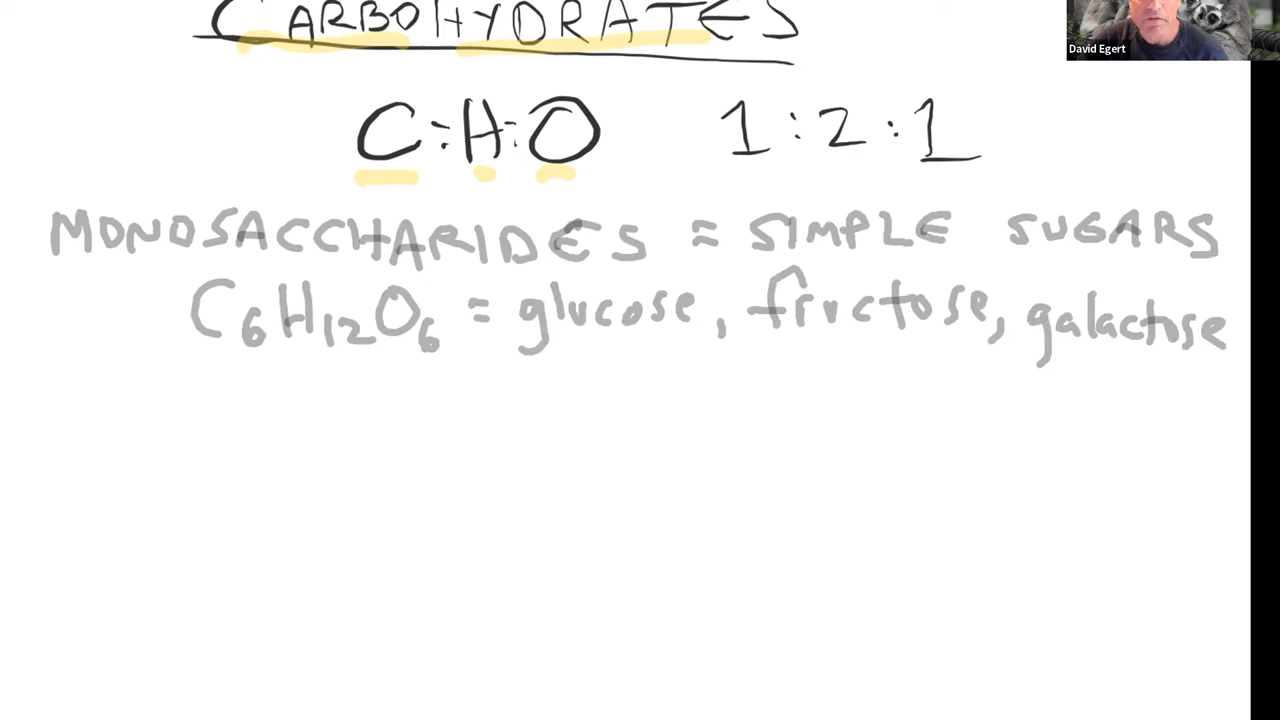 CARBOHYDRATES
David Egert
C:H:O 1:2:1
MONOSACCHARIDES = SIMPLE SUGARS
C6H12O6 = glucose, fructose, galactose